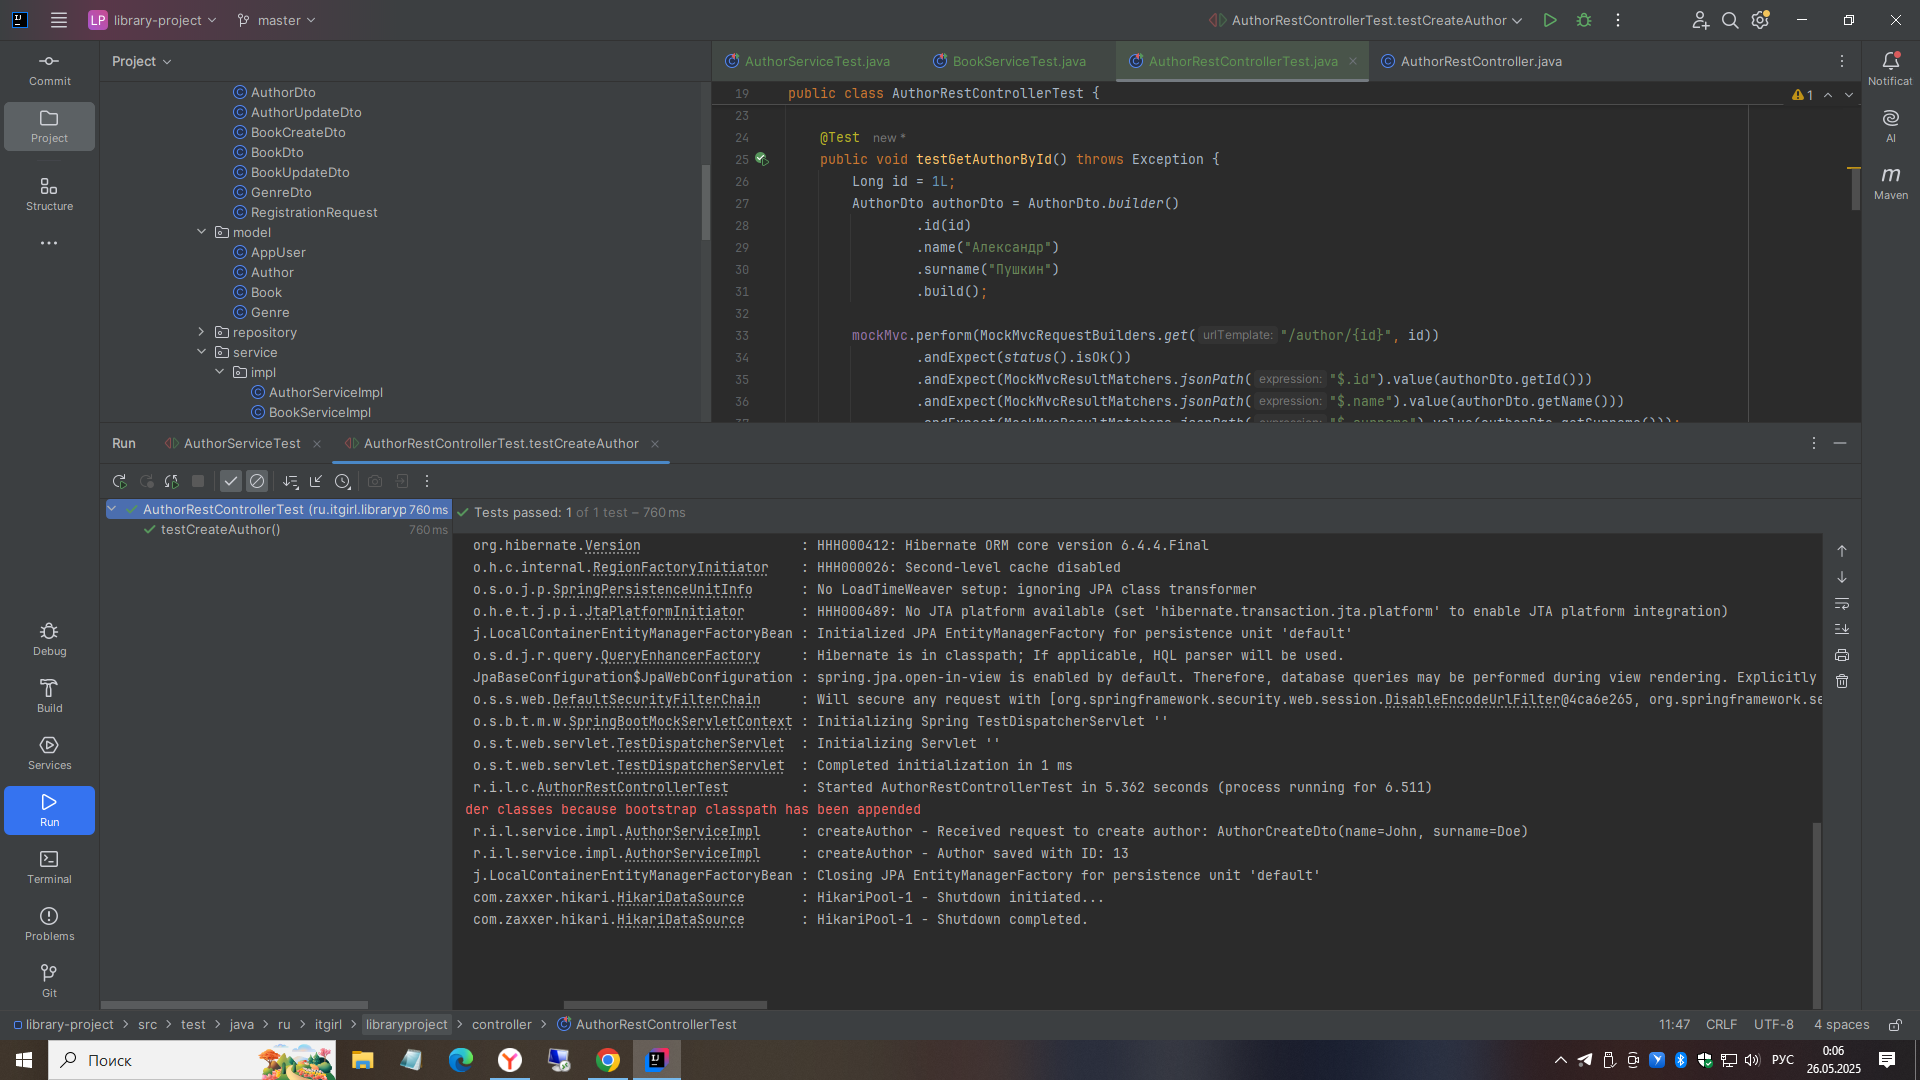 LP library-project master AuthorRestControllerTest.testCreateAuthor
Commit
Project
Structure
Project
AuthorDto
AuthorUpdateDto
BookCreateDto
BookDto
BookUpdateDto
GenreDto
RegistrationRequest
model
AppUser
Author
Book
Genre
repository
service
impl
AuthorServiceImpl
BookServiceImpl
AuthorServiceTest.java BookServiceTest.java AuthorRestControllerTest.java AuthorRestController.java
19 public class AuthorRestControllerTest {
1
23
24 @Test new *
25 public void testGetAuthorById() throws Exception {
26 Long id = 1L;
27 AuthorDto authorDto = AuthorDto.builder()
28 .id(id)
29 .name("Александр")
30 .surname("Пушкин")
31 .build();
32
33 mockMvc.perform(MockMvcRequestBuilders.get( urlTemplate: "/author/{id}", id))
34 .andExpect(status().isOk())
35 .andExpect(MockMvcResultMatchers.jsonPath( expression: "$.id").value(authorDto.getId()))
36 .andExpect(MockMvcResultMatchers.jsonPath( expression: "$.name").value(authorDto.getName()))
Notificat
AI
m
Maven
Run AuthorServiceTest AuthorRestControllerTest.testCreateAuthor
AuthorRestControllerTest (ru.itgirl.libraryp 760 ms
testCreateAuthor() 760 ms
Tests passed: 1 of 1 test – 760 ms
org.hibernate.Version : HHH000412: Hibernate ORM core version 6.4.4.Final
o.h.c.internal.RegionFactoryInitiator : HHH000026: Second-level cache disabled
o.s.o.j.p.SpringPersistenceUnitInfo : No LoadTimeWeaver setup: ignoring JPA class transformer
o.h.e.t.j.p.i.JtaPlatformInitiator : HHH000489: No JTA platform available (set 'hibernate.transaction.jta.platform' to enable JTA platform integration)
j.LocalContainerEntityManagerFactoryBean : Initialized JPA EntityManagerFactory for persistence unit 'default'
o.s.d.j.r.query.QueryEnhancerFactory : Hibernate is in classpath; If applicable, HQL parser will be used.
JpaBaseConfiguration$JpaWebConfiguration : spring.jpa.open-in-view is enabled by default. Therefore, database queries may be performed during view rendering. Explicitly
o.s.s.web.DefaultSecurityFilterChain : Will secure any request with [org.springframework.security.web.session.DisableEncodeUrlFilter@4ca6e265, org.springframework.se
o.s.b.t.m.w.SpringBootMockServletContext : Initializing Spring TestDispatcherServlet ''
o.s.t.web.servlet.TestDispatcherServlet : Initializing Servlet ''
o.s.t.web.servlet.TestDispatcherServlet : Completed initialization in 1 ms
r.i.l.c.AuthorRestControllerTest : Started AuthorRestControllerTest in 5.362 seconds (process running for 6.511)
der classes because bootstrap classpath has been appended
r.i.l.service.impl.AuthorServiceImpl : createAuthor - Received request to create author: AuthorCreateDto(name=John, surname=Doe)
r.i.l.service.impl.AuthorServiceImpl : createAuthor - Author saved with ID: 13
j.LocalContainerEntityManagerFactoryBean : Closing JPA EntityManagerFactory for persistence unit 'default'
com.zaxxer.hikari.HikariDataSource : HikariPool-1 - Shutdown initiated...
com.zaxxer.hikari.HikariDataSource : HikariPool-1 - Shutdown completed.
Debug
Build
Services
Run
Terminal
Problems
Git
library-project > src > test > java > ru > itgirl > libraryproject > controller > AuthorRestControllerTest 11:47 CRLF UTF-8 4 spaces
Поиск РУС 0:06
26.05.2025